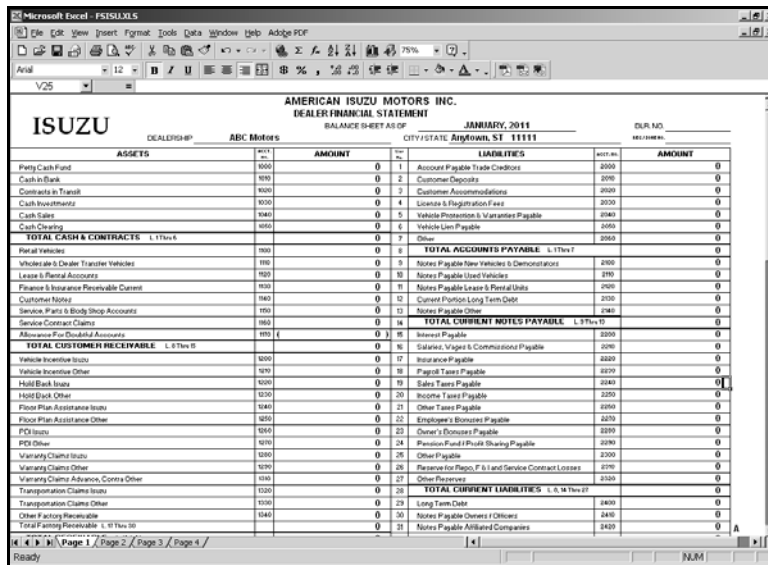 Microsoft Excel - FSISU.XLS
File Edit View Insert Format Tools Data Window Help Adobe PDF
75%
Arial 12 B I U $ % ,
V25 =
AMERICAN ISUZU MOTORS INC.
DEALER FINANCIAL STATEMENT
ISUZU BALANCE SHEET AS OF JANUARY, 2011 DLR. NO.
DEALERSHIP ABC Motors CITY / STATE Anytown, ST 11111
ASSETS AMOUNT LIABILITIES AMOUNT
Petty Cash Fund 1000 0 1 Account Payable Trade Creditors 2000 0
Cash in Bank 1010 0 2 Customer Deposits 2010 0
Contracts in Transit 1020 0 3 Customer Accommodations 2020 0
Cash Investments 1030 0 4 License & Registration Fees 2030 0
Cash Sales 1040 0 5 Vehicle Protection & Warranties Payable 2040 0
Cash Clearing 1050 0 6 Vehicle Lien Payable 2050 0
TOTAL CASH & CONTRACTS L. 1 Thru 6 0 7 Other 2060 0
Retail Vehicles 1100 0 8 TOTAL ACCOUNTS PAYABLE L. 1 Thru 7 0
Wholesale & Dealer Transfer Vehicles 1110 0 9 Notes Payable New Vehicles & Demonstators 2100 0
Lease & Rental Accounts 1120 0 10 Notes Payable Used Vehicles 2110 0
Finance & Insurance Receivable Current 1130 0 11 Notes Payable Lease & Rental Units 2120 0
Customer Notes 1140 0 12 Current Portion Long Term Debt 2130 0
Service, Parts & Body Shop Accounts 1150 0 13 Notes Payable Other 2140 0
Service Contract Claims 1160 0 14 TOTAL CURRENT NOTES PAYABLE L. 9 Thru 13 0
Allowance For Doubtful Accounts 1170 ( 0 ) 15 Interest Payable 2200 0
TOTAL CUSTOMER RECEIVABLE L. 8 Thru 15 0 16 Salaries, Wages & Commissions Payable 2210 0
Vehicle Incentive Isuzu 1200 0 17 Insurance Payable 2220 0
Vehicle Incentive Other 1210 0 18 Payroll Taxes Payable 2230 0
Hold Back Isuzu 1220 0 19 Sales Taxes Payable 2240 0
Hold Back Other 1230 0 20 Income Taxes Payable 2250 0
Floor Plan Assistance Isuzu 1240 0 21 Other Taxes Payable 2260 0
Floor Plan Assistance Other 1250 0 22 Employee's Bonuses Payable 2270 0
PDI Isuzu 1260 0 23 Owner's Bonuses Payable 2280 0
PDI Other 1270 0 24 Pension Fund / Profit Sharing Payable 2290 0
Warranty Claims Isuzu 1280 0 25 Other Payable 2300 0
Warranty Claims Other 1290 0 26 Reserve for Repo, F & I and Service Contract Losses 2310 0
Warranty Claims Advance, Contra Other 1310 0 27 Other Reserves 2320 0
Transportation Claims Isuzu 1320 0 28 TOTAL CURRENT LIABILITIES L. 8, 14 Thru 27 0
Transportation Claims Other 1330 0 29 Long Term Debt 2400 0
Other Factory Receivable 1340 0 30 Notes Payable Owners / Officers 2410 0
Total Factory Receivable L. 17 Thru 30 0 31 Notes Payable Affiliated Companies 2420 0 A
Page 1 Page 2 Page 3 Page 4
Ready NUM